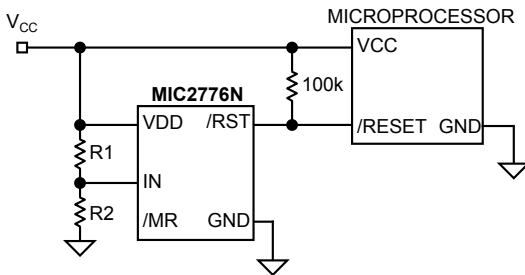 MICROPROCESSOR
VCC
VCC
100k
MIC2776N
VDD
/RST
/RESET
GND
R1
IN
R2
/MR
GND